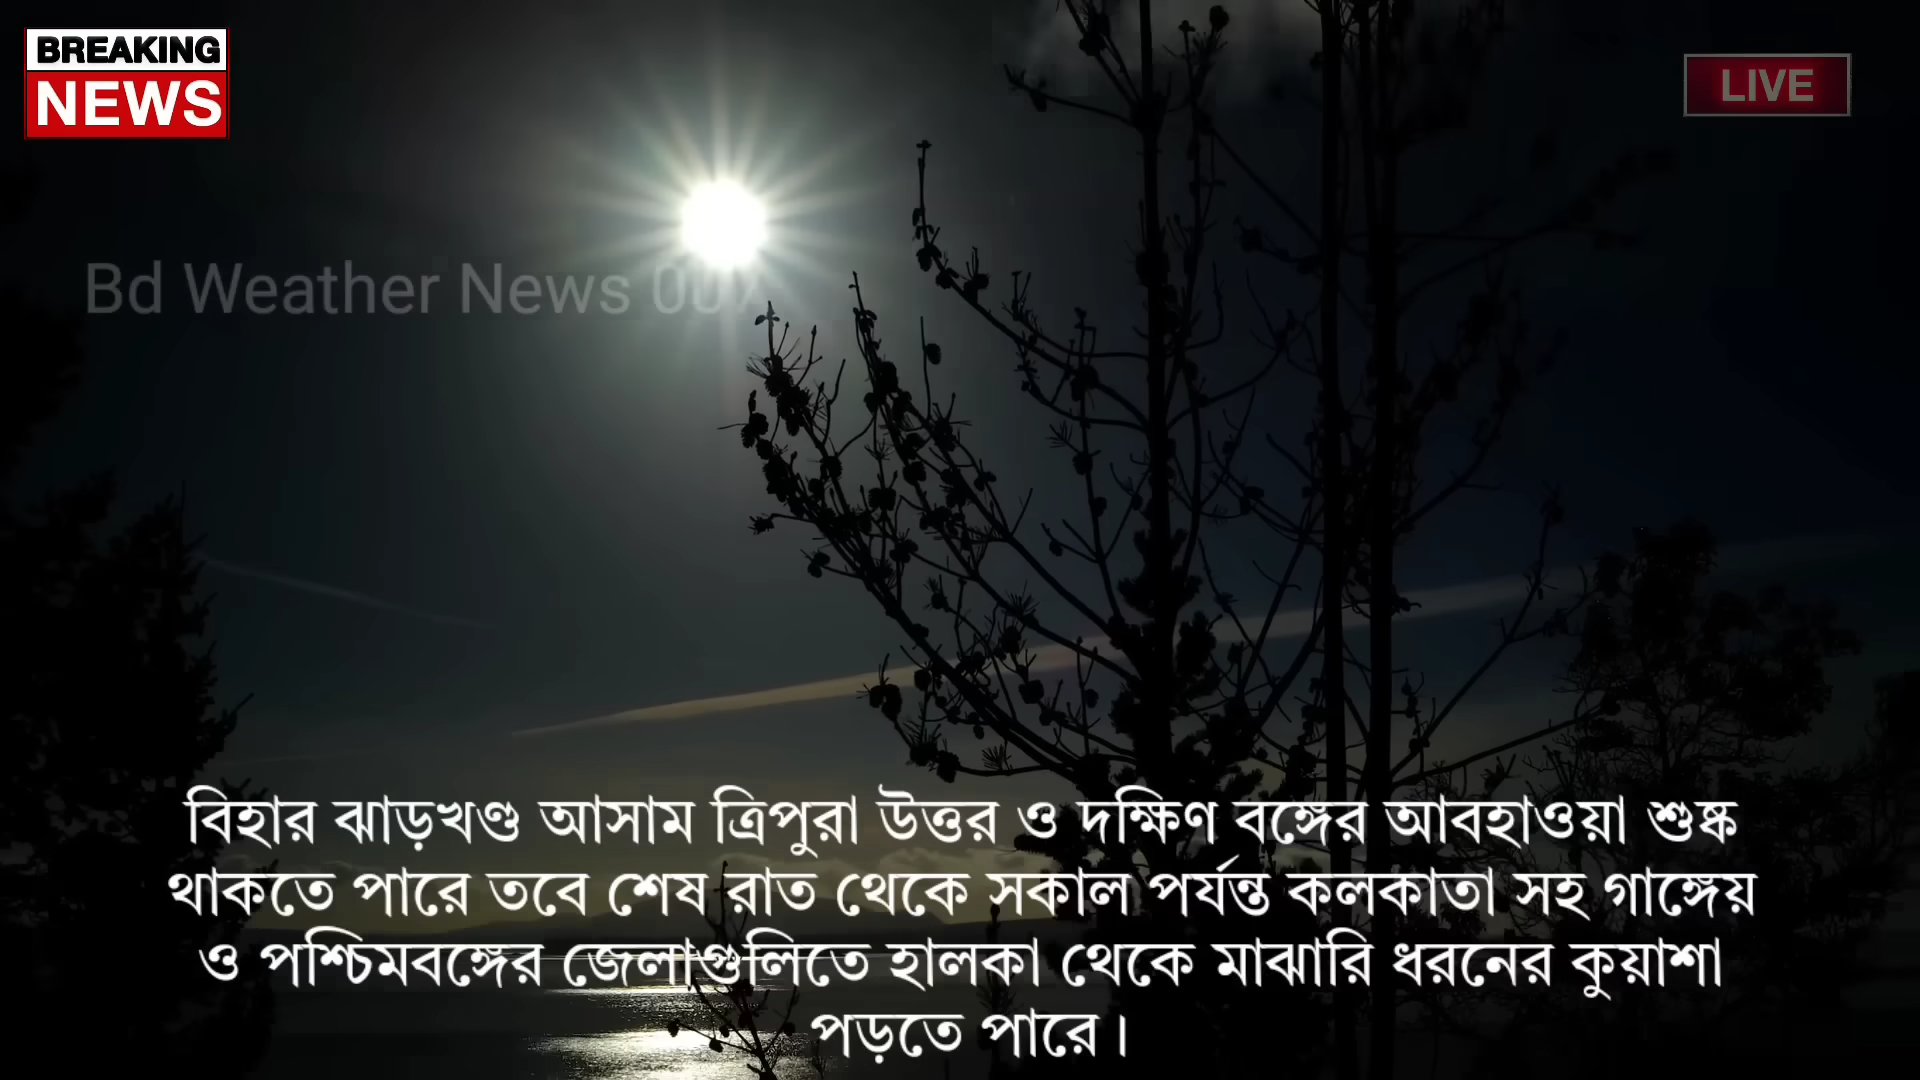 BREAKING
NEWS
LIVE
Bd Weather News 007
বিহার ঝাড়খণ্ড আসাম ত্রিপুরা উত্তর ও দক্ষিণ বঙ্গের আবহাওয়া শুষ্ক
থাকতে পারে তবে শেষ রাত থেকে সকাল পর্যন্ত কলকাতা সহ গাঙ্গেয়
ও পশ্চিমবঙ্গের জেলাগুলিতে হালকা থেকে মাঝারি ধরনের কুয়াশা
পড়তে পারে।